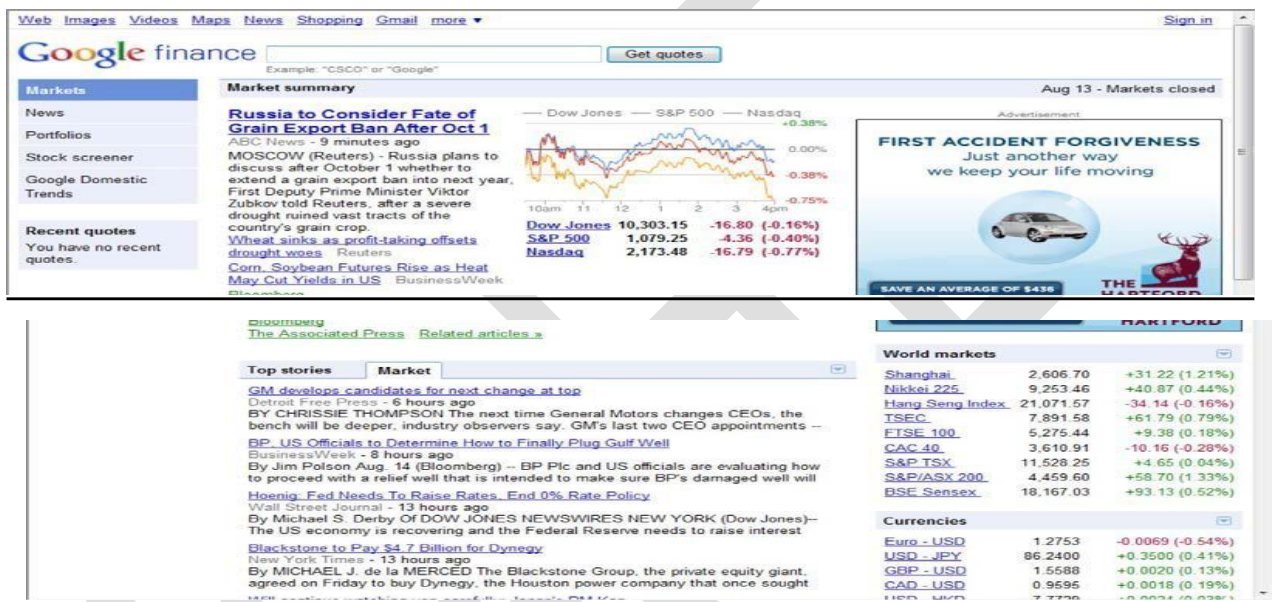 Web Images Videos Maps News Shopping Gmail more ▼
Sign in
Google finance
Get quotes
Example: "CSCO" or "Google"
Markets
News
Portfolios
Stock screener
Google Domestic
Trends
Recent quotes
You have no recent
quotes.
Market summary
Aug 13 - Markets closed
Russia to Consider Fate of
Grain Export Ban After Oct 1
ABC News - 9 minutes ago
MOSCOW (Reuters) - Russia plans to
discuss after October 1 whether to
extend a grain export ban into next year,
First Deputy Prime Minister Viktor
Zubkov told Reuters, after a severe
drought ruined vast tracts of the
country's grain crop.
Wheat sinks as profit-taking offsets
drought woes Reuters
Corn, Soybean Futures Rise as Heat
May Cut Yields in US BusinessWeek
Bloomberg
Dow Jones S&P 500 Nasdaq
+0.38%
0.00%
-0.38%
-0.75%
10am 11 12 1 2 3 4pm
Dow Jones 10,303.15 -16.80 (-0.16%)
S&P 500 1,079.25 -4.36 (-0.40%)
Nasdaq 2,173.48 -16.79 (-0.77%)
Advertisement
FIRST ACCIDENT FORGIVENESS
Just another way
we keep your life moving
SAVE AN AVERAGE OF $436
THE
HARTFORD
Bloomberg
The Associated Press Related articles »
Top stories Market
GM develops candidates for next change at top
Detroit Free Press - 6 hours ago
BY CHRISSIE THOMPSON The next time General Motors changes CEOs, the
bench will be deeper, industry observers say. GM's last two CEO appointments --
BP, US Officials to Determine How to Finally Plug Gulf Well
BusinessWeek - 8 hours ago
By Jim Polson Aug. 14 (Bloomberg) -- BP Plc and US officials are evaluating how
to proceed with a relief well that is intended to make sure BP's damaged well will
Hoenig: Fed Needs To Raise Rates, End 0% Rate Policy
Wall Street Journal - 13 hours ago
By Michael S. Derby Of DOW JONES NEWSWIRES NEW YORK (Dow Jones)--
The US economy is recovering and the Federal Reserve needs to raise interest
Blackstone to Pay $4.7 Billion for Dynegy
New York Times - 13 hours ago
By MICHAEL J. de la MERCED The Blackstone Group, the private equity giant,
agreed on Friday to buy Dynegy, the Houston power company that once sought
HARTFORD
World markets
Shanghai 2,606.70 +31.22 (1.21%)
Nikkei 225 9,253.46 +40.87 (0.44%)
Hang Seng Index 21,071.57 -34.14 (-0.16%)
TSEC 7,891.58 +61.79 (0.79%)
FTSE 100 5,275.44 +9.38 (0.18%)
CAC 40 3,610.91 -10.16 (-0.28%)
S&P TSX 11,528.25 +4.65 (0.04%)
S&P/ASX 200 4,459.60 +58.70 (1.33%)
BSE Sensex 18,167.03 +93.13 (0.52%)
Currencies
Euro - USD 1.2753 -0.0069 (-0.54%)
USD - JPY 86.2400 +0.3500 (0.41%)
GBP - USD 1.5588 +0.0020 (0.13%)
CAD - USD 0.9595 +0.0018 (0.19%)